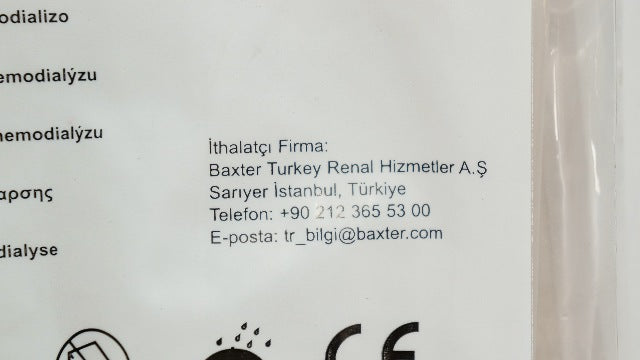 odializo
emodialýzu
hemodialýzu
αρσης
dialyse
İthalatçı Firma:
Baxter Turkey Renal Hizmetler A.Ş
Sarıyer İstanbul, Türkiye
Telefon: +90 212 365 53 00
E-posta: tr_bilgi@baxter.com
CE